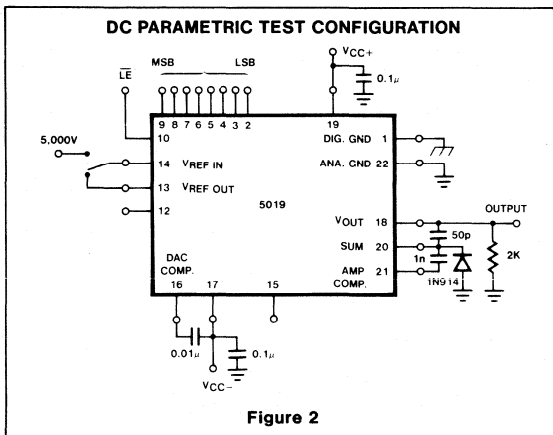 DC PARAMETRIC TEST CONFIGURATION
VCC+
0.1µ
LE
MSB LSB
9 8 7 6 5 4 3 2
19
10
DIG. GND 1
5,000V
14 VREF IN
ANA. GND 22
13 VREF OUT
12
5019
VOUT 18
OUTPUT
50p
SUM 20
2K
1n
DAC COMP.
AMP COMP. 21
1N914
16 17 15
0.01µ
0.1µ
VCC−
Figure 2